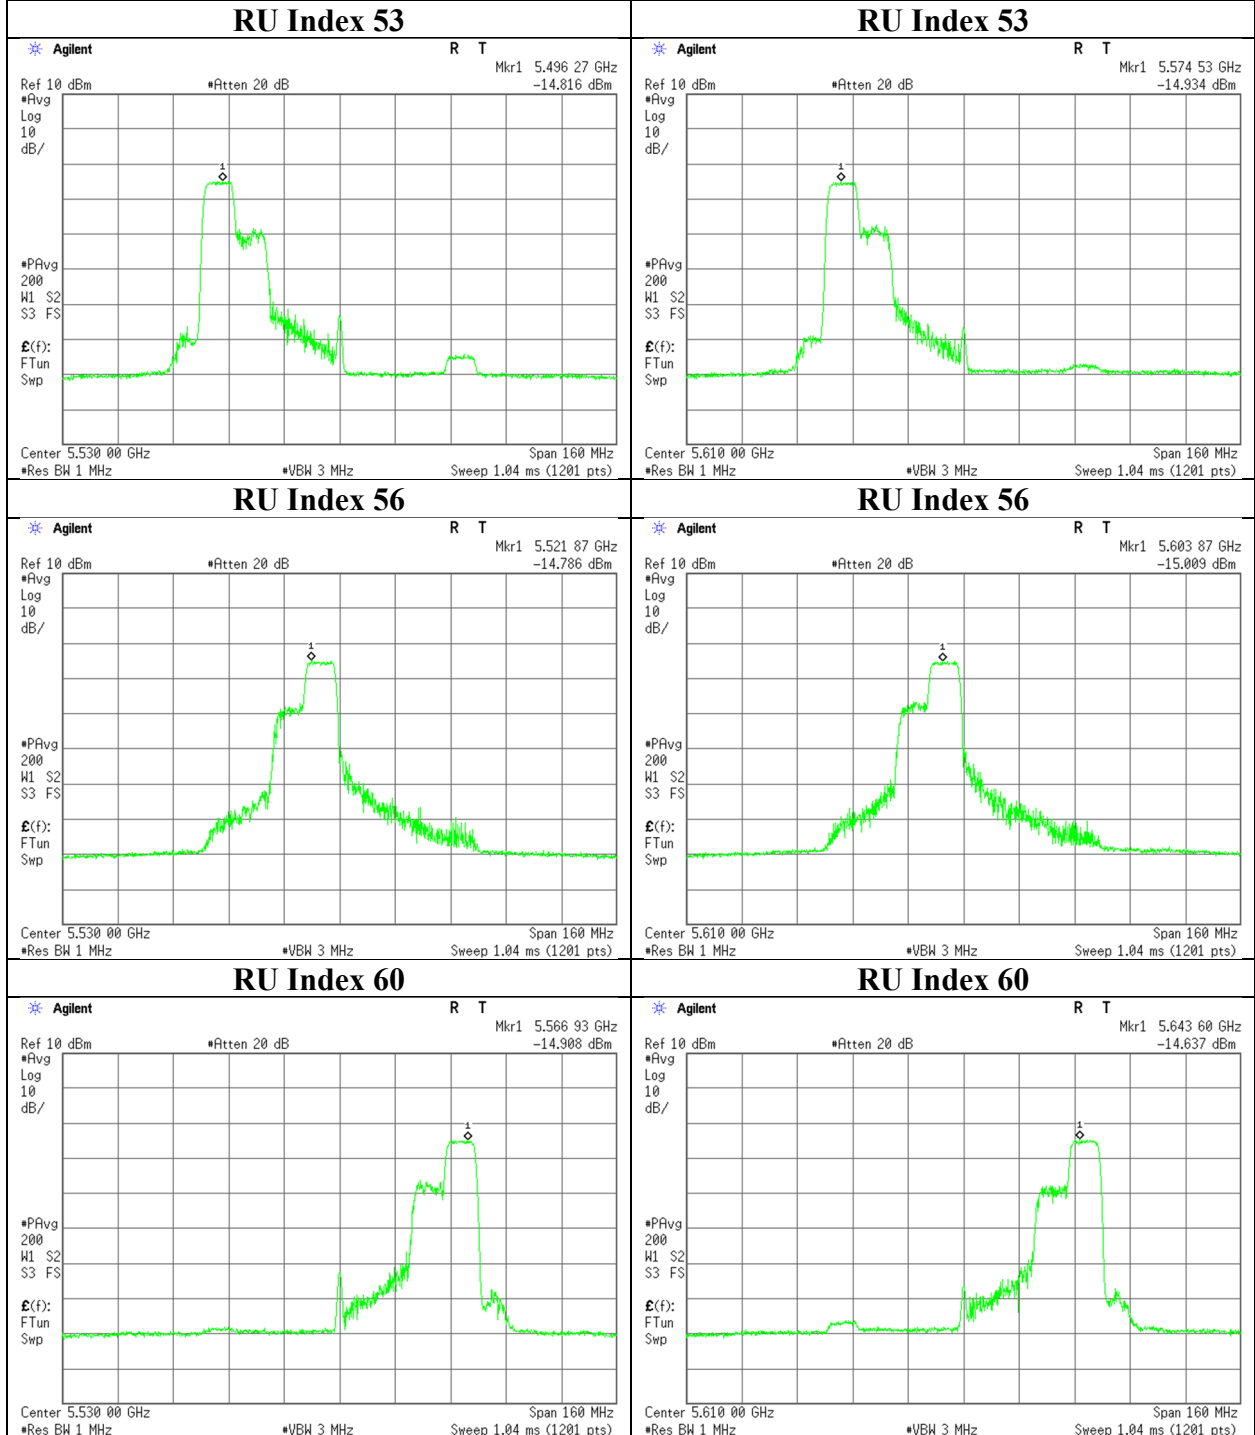 RU Index 53
Agilent
R T
Mkr1 5.496 27 GHz
Ref 10 dBm #Atten 20 dB -14.816 dBm
#Avg
Log
10
dB/
1
#PAvg
200
W1 S2
S3 FS
£(f):
FTun
Swp
Center 5.530 00 GHz Span 160 MHz
#Res BW 1 MHz #VBW 3 MHz Sweep 1.04 ms (1201 pts)
RU Index 53
Agilent
R T
Mkr1 5.574 53 GHz
Ref 10 dBm #Atten 20 dB -14.934 dBm
#Avg
Log
10
dB/
1
#PAvg
200
W1 S2
S3 FS
£(f):
FTun
Swp
Center 5.610 00 GHz Span 160 MHz
#Res BW 1 MHz #VBW 3 MHz Sweep 1.04 ms (1201 pts)
RU Index 56
Agilent
R T
Mkr1 5.521 87 GHz
Ref 10 dBm #Atten 20 dB -14.786 dBm
#Avg
Log
10
dB/
1
#PAvg
200
W1 S2
S3 FS
£(f):
FTun
Swp
Center 5.530 00 GHz Span 160 MHz
#Res BW 1 MHz #VBW 3 MHz Sweep 1.04 ms (1201 pts)
RU Index 56
Agilent
R T
Mkr1 5.603 87 GHz
Ref 10 dBm #Atten 20 dB -15.009 dBm
#Avg
Log
10
dB/
1
#PAvg
200
W1 S2
S3 FS
£(f):
FTun
Swp
Center 5.610 00 GHz Span 160 MHz
#Res BW 1 MHz #VBW 3 MHz Sweep 1.04 ms (1201 pts)
RU Index 60
Agilent
R T
Mkr1 5.566 93 GHz
Ref 10 dBm #Atten 20 dB -14.908 dBm
#Avg
Log
10
dB/
1
#PAvg
200
W1 S2
S3 FS
£(f):
FTun
Swp
Center 5.530 00 GHz Span 160 MHz
#Res BW 1 MHz #VBW 3 MHz Sweep 1.04 ms (1201 pts)
RU Index 60
Agilent
R T
Mkr1 5.643 60 GHz
Ref 10 dBm #Atten 20 dB -14.637 dBm
#Avg
Log
10
dB/
1
#PAvg
200
W1 S2
S3 FS
£(f):
FTun
Swp
Center 5.610 00 GHz Span 160 MHz
#Res BW 1 MHz #VBW 3 MHz Sweep 1.04 ms (1201 pts)